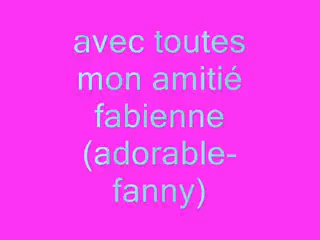 avec toutes
mon amitié
fabienne
(adorable-
fanny)